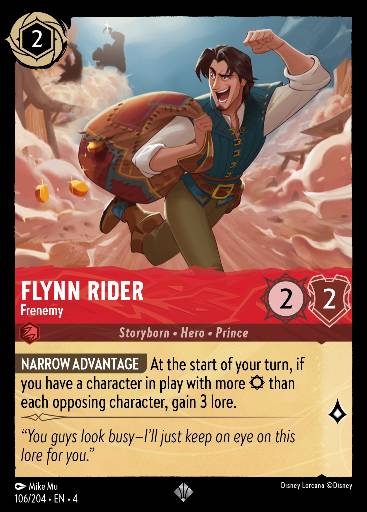 2
FLYNN RIDER
Frenemy
2
2
Storyborn • Hero • Prince
NARROW ADVANTAGE At the start of your turn, if
you have a character in play with more than
each opposing character, gain 3 lore.
“You guys look busy–I’ll just keep an eye on this
lore for you.”
Mike Mu
Disney Lorcana ©Disney
106/204 • EN • 4